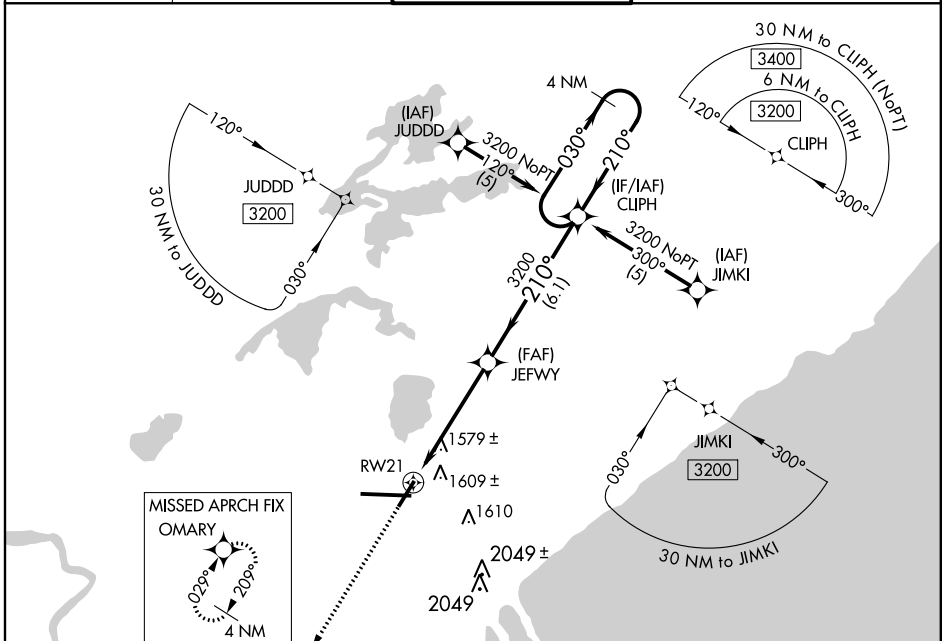 30 NM to CLIPH (NoPT)
3400
6 NM to CLIPH
3200
120°
CLIPH
300°
4 NM
(IAF)
JUDDD
3200 NoPT
120°
(5)
030°
210°
(IF/IAF)
CLIPH
120°
JUDDD
3200
030°
30 NM to JUDDD
3200 NoPT
300°
(5)
(IAF)
JIMKI
3200
210°
(6.1)
(FAF)
JEFWY
1579 ±
RW21
1609 ±
1610
2049 ±
2049
JIMKI
3200
030°
300°
30 NM to JIMKI
MISSED APRCH FIX
OMARY
029°
209°
4 NM